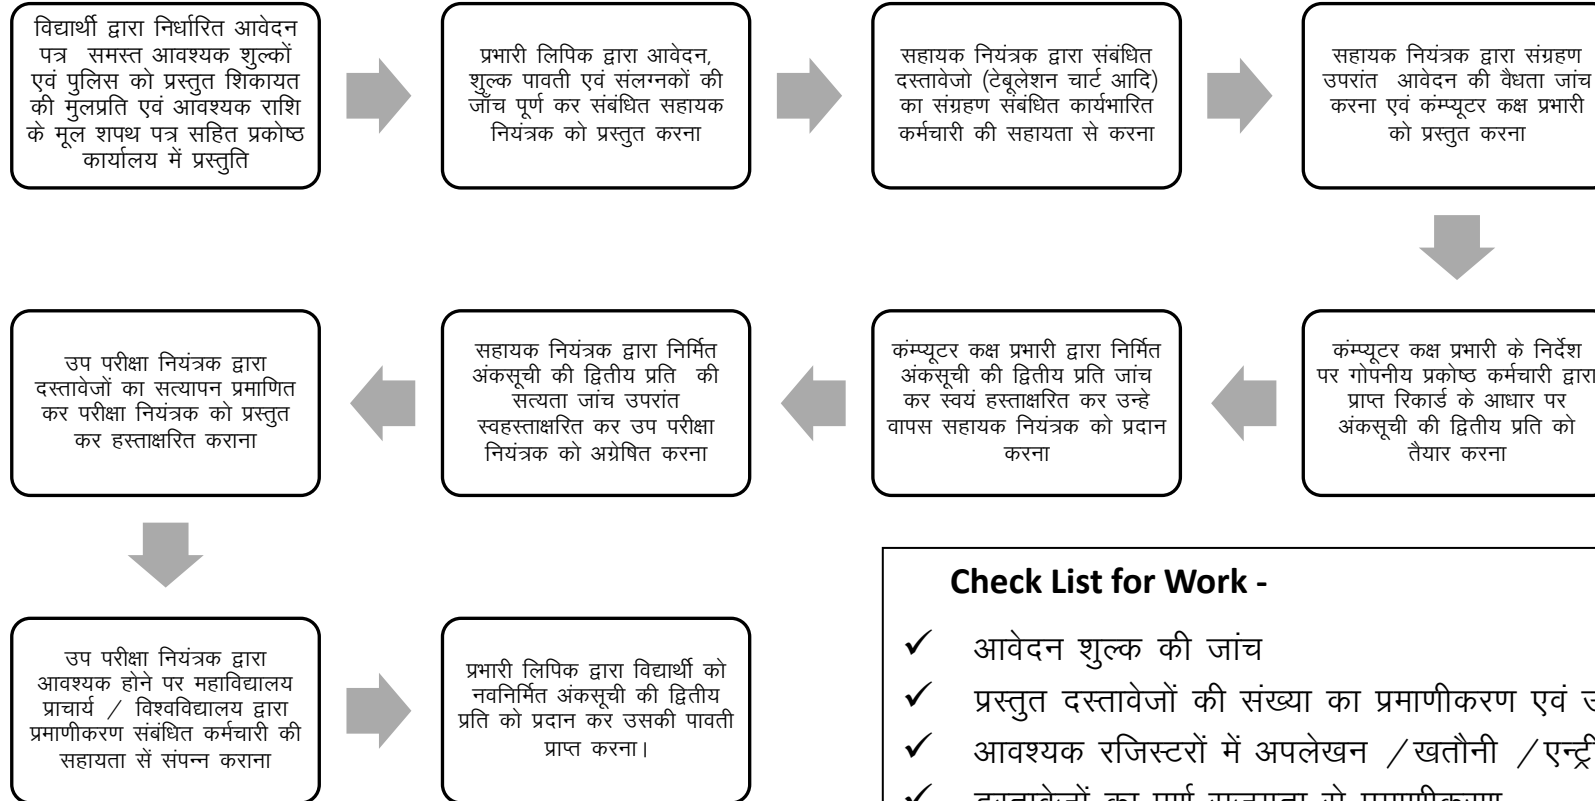 विद्यार्थी द्वारा निर्धारित आवेदन
पत्र समस्त आवश्यक शुल्कों
एवं पुलिस को प्रस्तुत शिकायत
की मुलप्रति एवं आवश्यक राशि
के मूल शपथ पत्र सहित प्रकोष्ठ
कार्यालय में प्रस्तुति
प्रभारी लिपिक द्वारा आवेदन,
शुल्क पावती एवं संलग्नकों की
जाँच पूर्ण कर संबंधित सहायक
नियंत्रक को प्रस्तुत करना
सहायक नियंत्रक द्वारा संबंधित
दस्तावेजो (टेबूलेशन चार्ट आदि)
का संग्रहण संबंधित कार्यभारित
कर्मचारी की सहायता से करना
सहायक नियंत्रक द्वारा संग्रहण
उपरांत आवेदन की वैधता जांच
करना एवं कंम्प्यूटर कक्ष प्रभारी
को प्रस्तुत करना
कंम्प्यूटर कक्ष प्रभारी के निर्देश
पर गोपनीय प्रकोष्ठ कर्मचारी द्वारा
प्राप्त रिकार्ड के आधार पर
अंकसूची की द्वितीय प्रति को
तैयार करना
कंम्प्यूटर कक्ष प्रभारी द्वारा निर्मित
अंकसूची की द्वितीय प्रति जांच
कर स्वयं हस्ताक्षरित कर उन्हे
वापस सहायक नियंत्रक को प्रदान
करना
सहायक नियंत्रक द्वारा निर्मित
अंकसूची की द्वितीय प्रति की
सत्यता जांच उपरांत
स्वहस्ताक्षरित कर उप परीक्षा
नियंत्रक को अग्रेषित करना
उप परीक्षा नियंत्रक द्वारा
दस्तावेजों का सत्यापन प्रमाणित
कर परीक्षा नियंत्रक को प्रस्तुत
कर हस्ताक्षरित कराना
उप परीक्षा नियंत्रक द्वारा
आवश्यक होने पर महाविद्यालय
प्राचार्य / विश्वविद्यालय द्वारा
प्रमाणीकरण संबंधित कर्मचारी की
सहायता सें संपन्न कराना
प्रभारी लिपिक द्वारा विद्यार्थी को
नवनिर्मित अंकसूची की द्वितीय
प्रति को प्रदान कर उसकी पावती
प्राप्त करना।
Check List for Work -
✓ आवेदन शुल्क की जांच
✓ प्रस्तुत दस्तावेजों की संख्या का प्रमाणीकरण एवं
✓ आवश्यक रजिस्टरों में अपलेखन /खतौनी /एन्ट्री
✓ दस्तावेजों का पूर्ण सजगता से प्रमाणीकरण